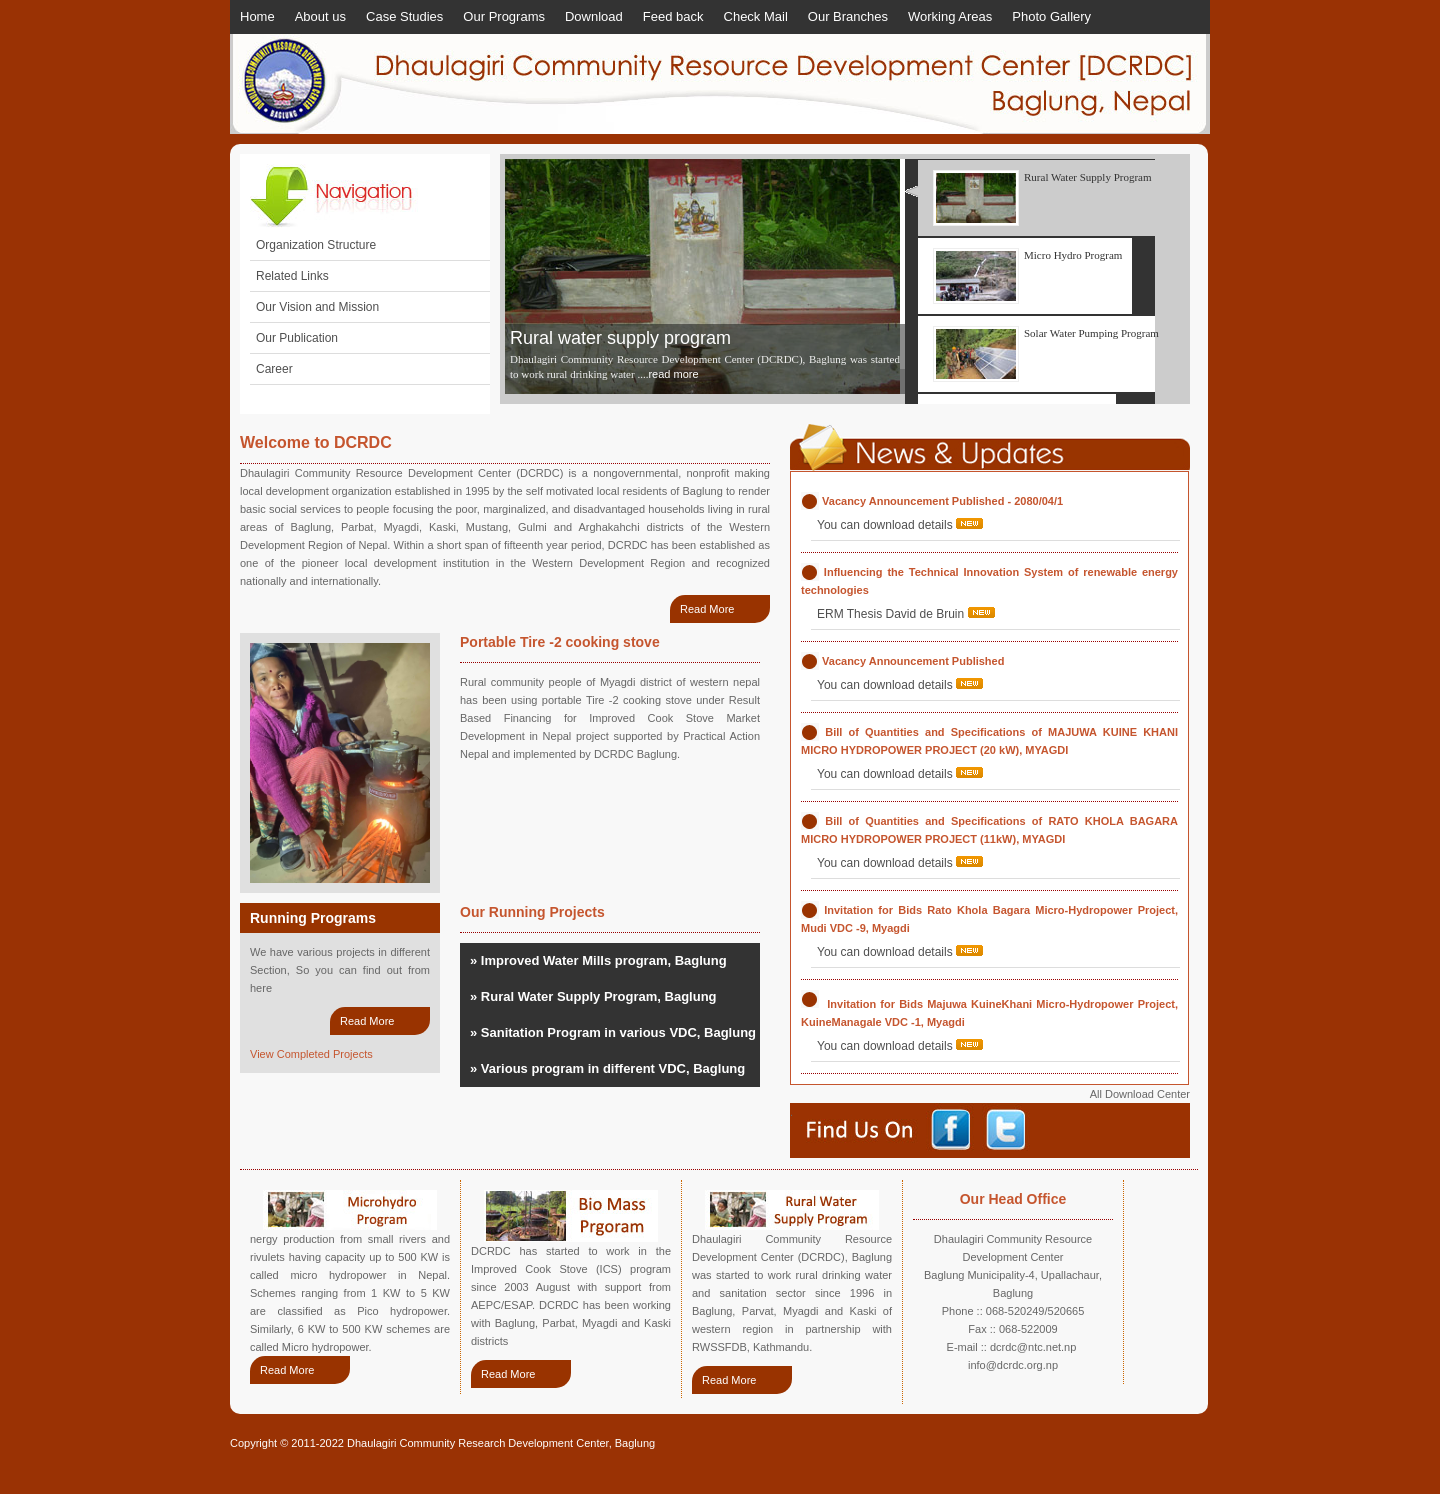 Home About us Case Studies Our Programs Download Feed back Check Mail Our Branches Working Areas Photo Gallery
Dhaulagiri Community Resource Development Center [DCRDC]
Baglung, Nepal
Navigation
Organization Structure
Related Links
Our Vision and Mission
Our Publication
Career
Rural water supply program
Dhaulagiri Community Resource Development Center (DCRDC), Baglung was started
to work rural drinking water ....read more
Rural Water Supply Program
Micro Hydro Program
Solar Water Pumping Program
Welcome to DCRDC
Dhaulagiri Community Resource Development Center (DCRDC) is a nongovernmental, nonprofit making
local development organization established in 1995 by the self motivated local residents of Baglung to render
basic social services to people focusing the poor, marginalized, and disadvantaged households living in rural
areas of Baglung, Parbat, Myagdi, Kaski, Mustang, Gulmi and Arghakahchi districts of the Western
Development Region of Nepal. Within a short span of fifteenth year period, DCRDC has been established as
one of the pioneer local development institution in the Western Development Region and recognized
nationally and internationally.
Read More
Portable Tire -2 cooking stove
Rural community people of Myagdi district of western nepal
has been using portable Tire -2 cooking stove under Result
Based Financing for Improved Cook Stove Market
Development in Nepal project supported by Practical Action
Nepal and implemented by DCRDC Baglung.
Running Programs
We have various projects in different
Section, So you can find out from
here
Read More
View Completed Projects
Our Running Projects
» Improved Water Mills program, Baglung
» Rural Water Supply Program, Baglung
» Sanitation Program in various VDC, Baglung
» Various program in different VDC, Baglung
News & Updates
Vacancy Announcement Published - 2080/04/1
You can download details NEW
Influencing the Technical Innovation System of renewable energy
technologies
ERM Thesis David de Bruin NEW
Vacancy Announcement Published
You can download details NEW
Bill of Quantities and Specifications of MAJUWA KUINE KHANI
MICRO HYDROPOWER PROJECT (20 kW), MYAGDI
You can download details NEW
Bill of Quantities and Specifications of RATO KHOLA BAGARA
MICRO HYDROPOWER PROJECT (11kW), MYAGDI
You can download details NEW
Invitation for Bids Rato Khola Bagara Micro-Hydropower Project,
Mudi VDC -9, Myagdi
You can download details NEW
Invitation for Bids Majuwa KuineKhani Micro-Hydropower Project,
KuineManagale VDC -1, Myagdi
You can download details NEW
All Download Center
Find Us On
Microhydro
Program
nergy production from small rivers and
rivulets having capacity up to 500 KW is
called micro hydropower in Nepal.
Schemes ranging from 1 KW to 5 KW
are classified as Pico hydropower.
Similarly, 6 KW to 500 KW schemes are
called Micro hydropower.
Read More
Bio Mass
Prgoram
DCRDC has started to work in the
Improved Cook Stove (ICS) program
since 2003 August with support from
AEPC/ESAP. DCRDC has been working
with Baglung, Parbat, Myagdi and Kaski
districts
Read More
Rural Water
Supply Program
Dhaulagiri Community Resource
Development Center (DCRDC), Baglung
was started to work rural drinking water
and sanitation sector since 1996 in
Baglung, Parvat, Myagdi and Kaski of
western region in partnership with
RWSSFDB, Kathmandu.
Read More
Our Head Office
Dhaulagiri Community Resource
Development Center
Baglung Municipality-4, Upallachaur,
Baglung
Phone :: 068-520249/520665
Fax :: 068-522009
E-mail :: dcrdc@ntc.net.np
info@dcrdc.org.np
Copyright © 2011-2022 Dhaulagiri Community Research Development Center, Baglung